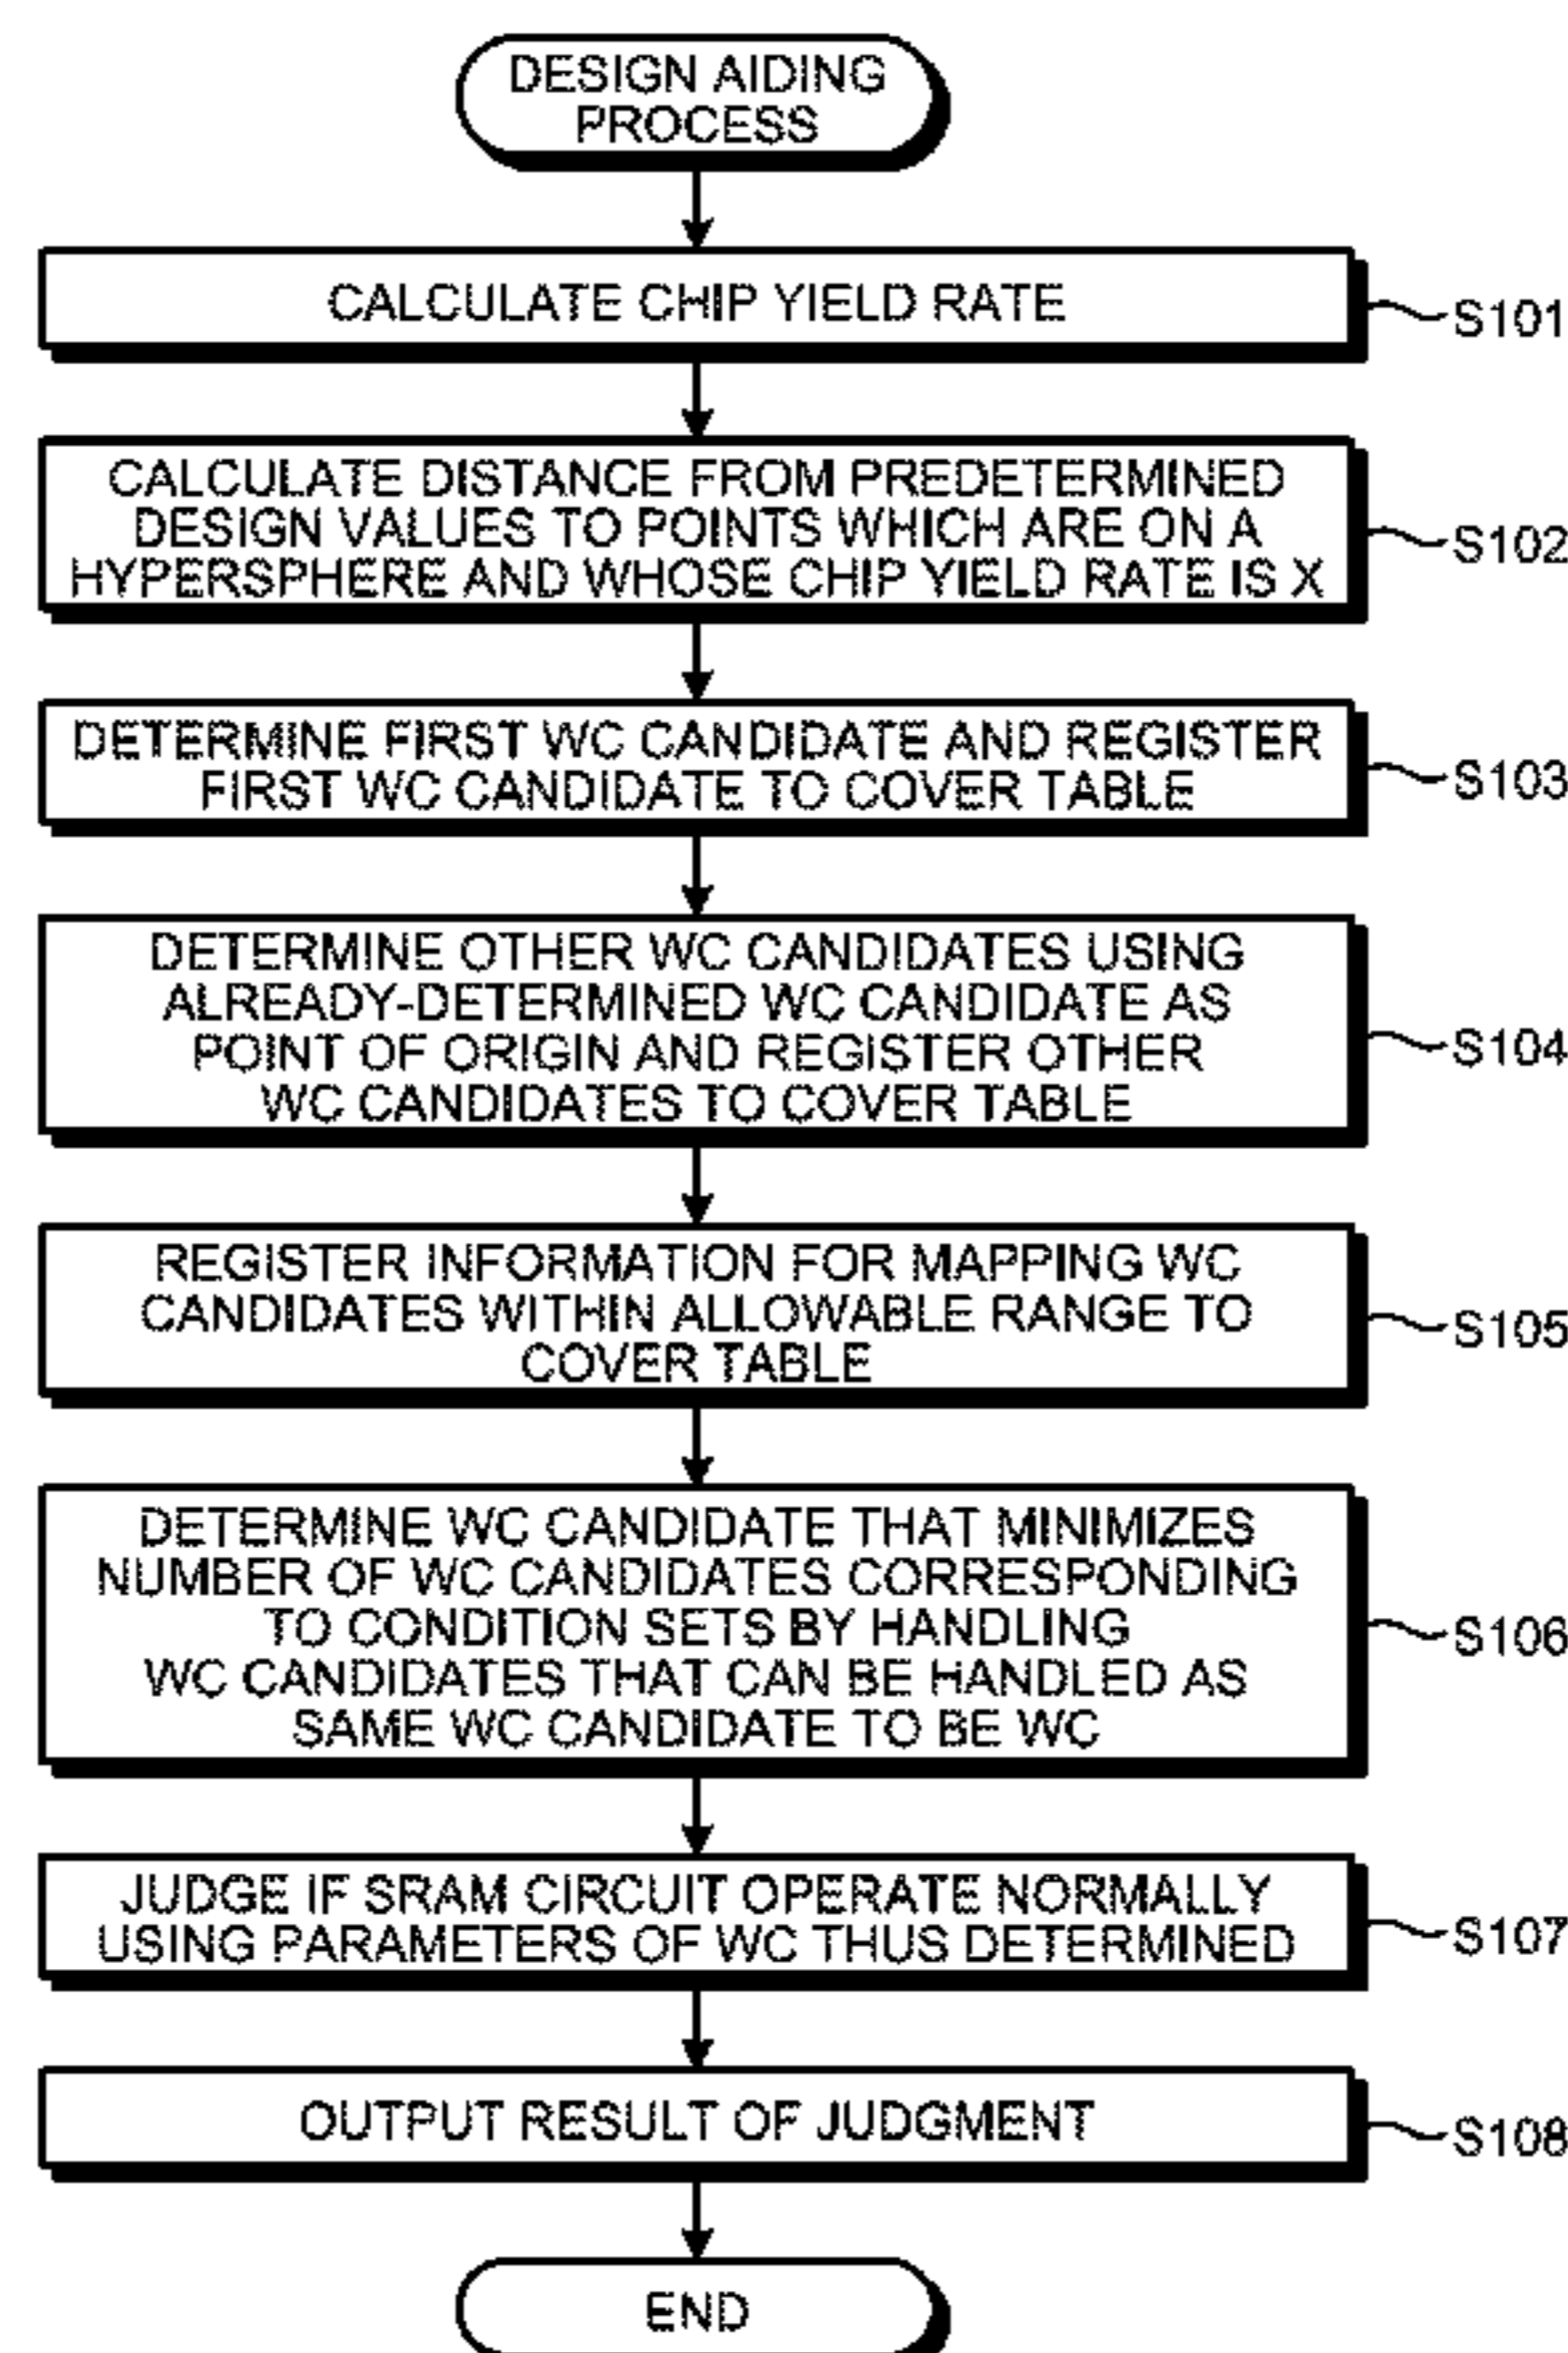 DESIGN AIDING
PROCESS
CALCULATE CHIP YIELD RATE
S101
CALCULATE DISTANCE FROM PREDETERMINED
DESIGN VALUES TO POINTS WHICH ARE ON A
HYPERSPHERE AND WHOSE CHIP YIELD RATE IS X
S102
DETERMINE FIRST WC CANDIDATE AND REGISTER
FIRST WC CANDIDATE TO COVER TABLE
S103
DETERMINE OTHER WC CANDIDATES USING
ALREADY-DETERMINED WC CANDIDATE AS
POINT OF ORIGIN AND REGISTER OTHER
WC CANDIDATES TO COVER TABLE
S104
REGISTER INFORMATION FOR MAPPING WC
CANDIDATES WITHIN ALLOWABLE RANGE TO
COVER TABLE
S105
DETERMINE WC CANDIDATE THAT MINIMIZES
NUMBER OF WC CANDIDATES CORRESPONDING
TO CONDITION SETS BY HANDLING
WC CANDIDATES THAT CAN BE HANDLED AS
SAME WC CANDIDATE TO BE WC
S106
JUDGE IF SRAM CIRCUIT OPERATE NORMALLY
USING PARAMETERS OF WC THUS DETERMINED
S107
OUTPUT RESULT OF JUDGMENT
S108
END